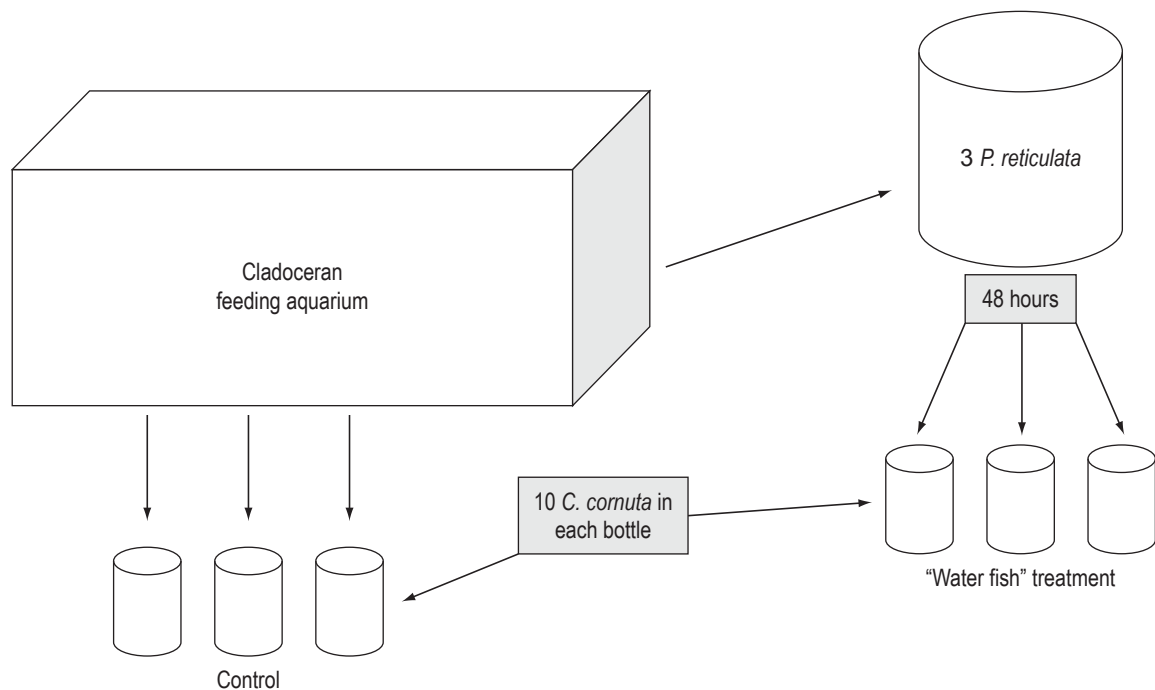 3 P. reticulata
Cladoceran
feeding aquarium
48 hours
10 C. cornuta in
each bottle
“Water fish” treatment
Control